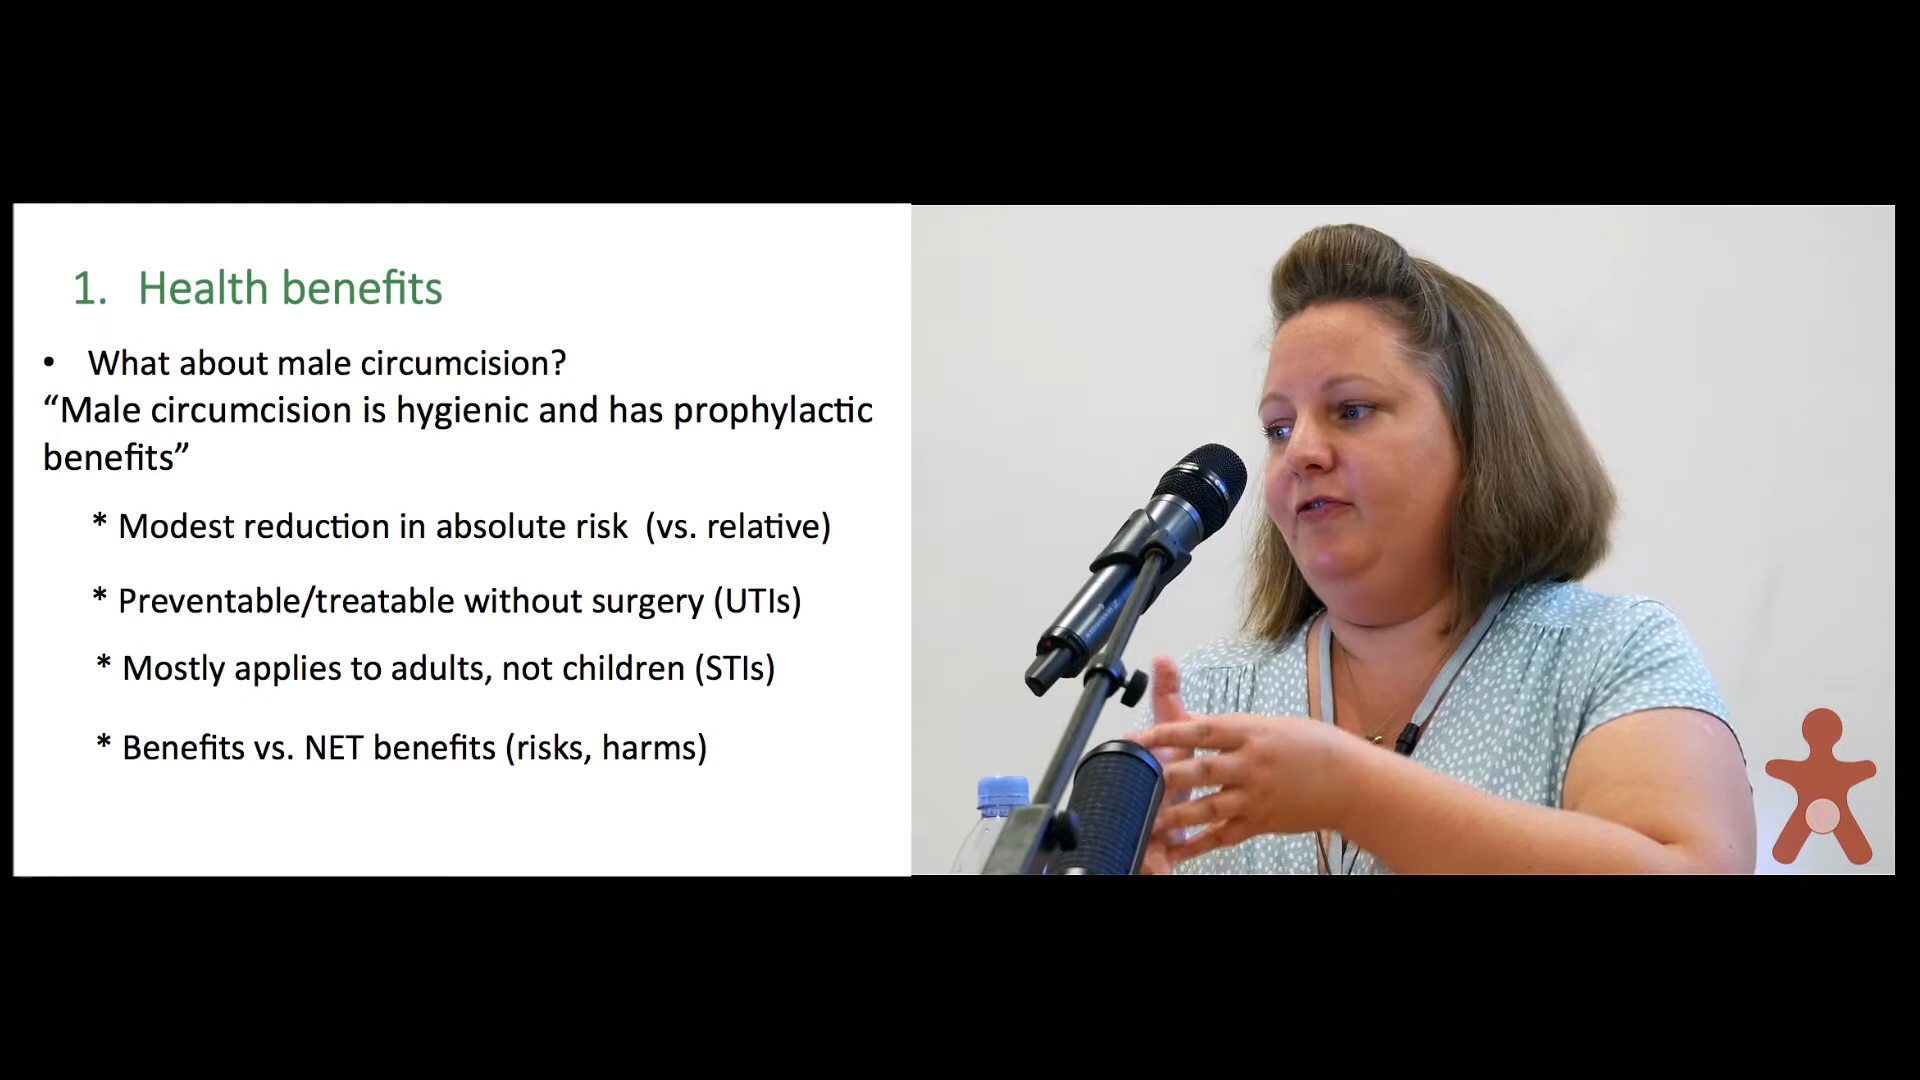 1. Health benefits
• What about male circumcision?
“Male circumcision is hygienic and has prophylactic
benefits”
* Modest reduction in absolute risk (vs. relative)
* Preventable/treatable without surgery (UTIs)
* Mostly applies to adults, not children (STIs)
* Benefits vs. NET benefits (risks, harms)